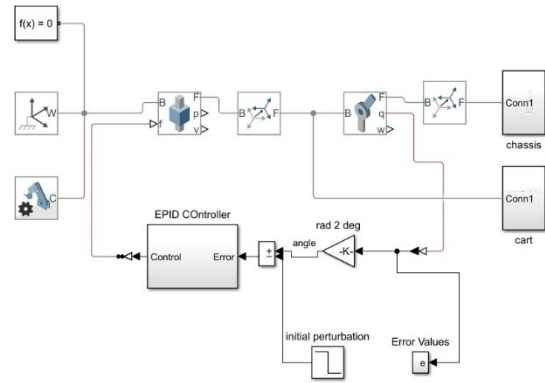 f(x) = 0
W
B
F
p
v
f
B
F
B
F
q
w
B
F
Conn1
chassis
C
Conn1
cart
EPID COntroller
rad 2 deg
Control
Error
+
−
angle
-K-
initial perturbation
Error Values
e